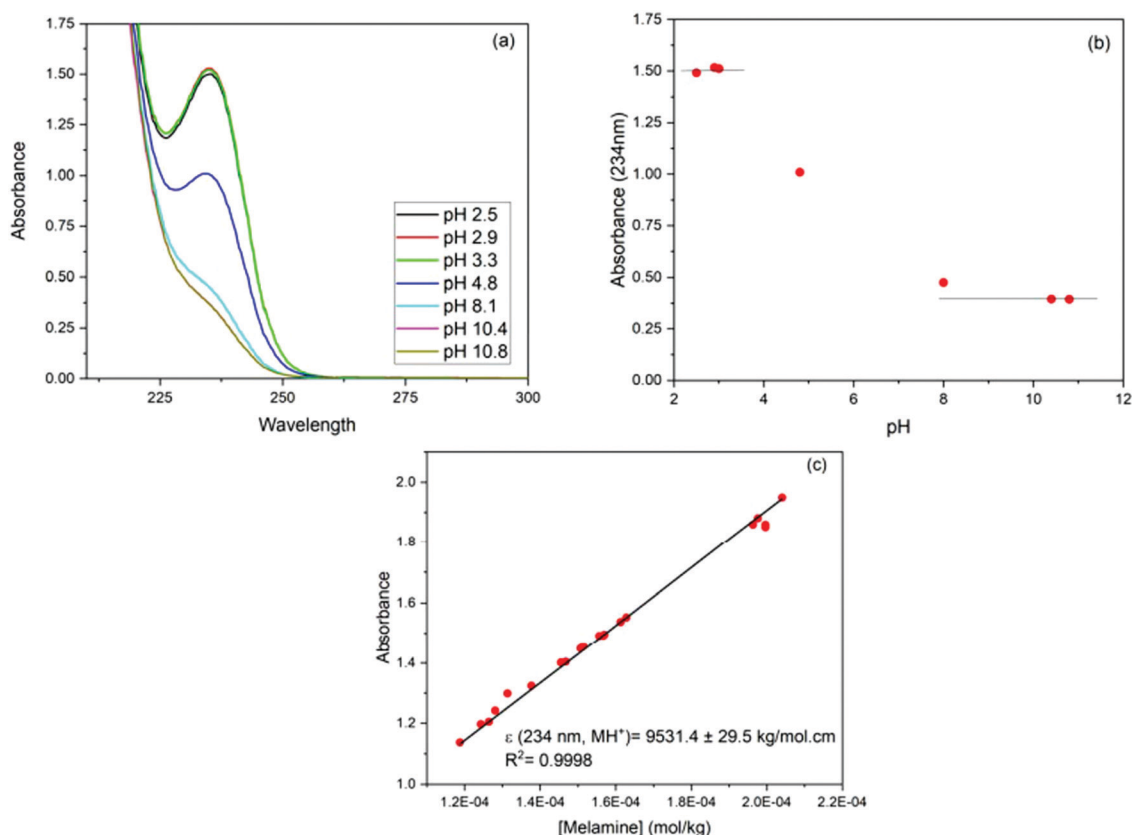 (a)
1.75
1.50
1.25
1.00
0.75
0.50
0.25
0.00
Absorbance
225
250
275
300
Wavelength
pH 2.5
pH 2.9
pH 3.3
pH 4.8
pH 8.1
pH 10.4
pH 10.8
(b)
1.75
1.50
1.25
1.00
0.75
0.50
0.25
0.00
Absorbance (234nm)
2
4
6
8
10
12
pH
(c)
2.0
1.8
1.6
1.4
1.2
1.0
Absorbance
ε (234 nm, MH⁺)= 9531.4 ± 29.5 kg/mol.cm
R²= 0.9998
1.2E-04
1.4E-04
1.6E-04
1.8E-04
2.0E-04
2.2E-04
[Melamine] (mol/kg)